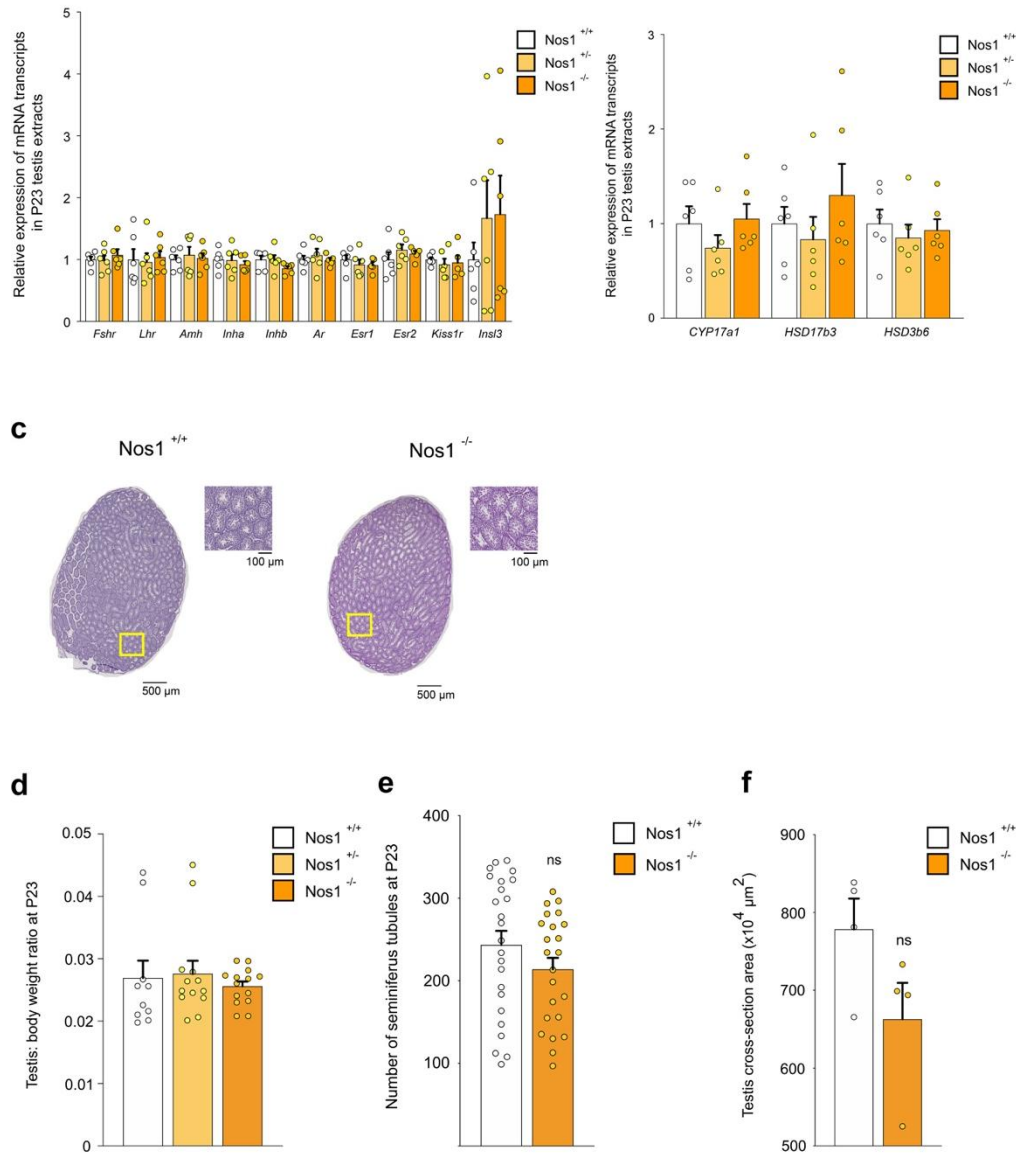 5
4
3
2
1
0
Relative expression of mRNA transcripts
in P23 testis extracts
Nos1 +/+
Nos1 +/-
Nos1 -/-
Fshr Lhr Amh Inha Inhb Ar Esr1 Esr2 Kiss1r Insl3
3
2
1
0
Relative expression of mRNA transcripts
in P23 testis extracts
Nos1 +/+
Nos1 +/-
Nos1 -/-
CYP17a1 HSD17b3 HSD3b6
c
Nos1 +/+
Nos1 -/-
100 µm
100 µm
500 µm
500 µm
d
0.05
0.04
0.03
0.02
0.01
0
Testis: body weight ratio at P23
Nos1 +/+
Nos1 +/-
Nos1 -/-
e
400
300
200
100
Number of seminiferus tubules at P23
Nos1 +/+
Nos1 -/-
ns
f
900
800
700
600
500
Testis cross-section area (x10⁴ µm²)
Nos1 +/+
Nos1 -/-
ns